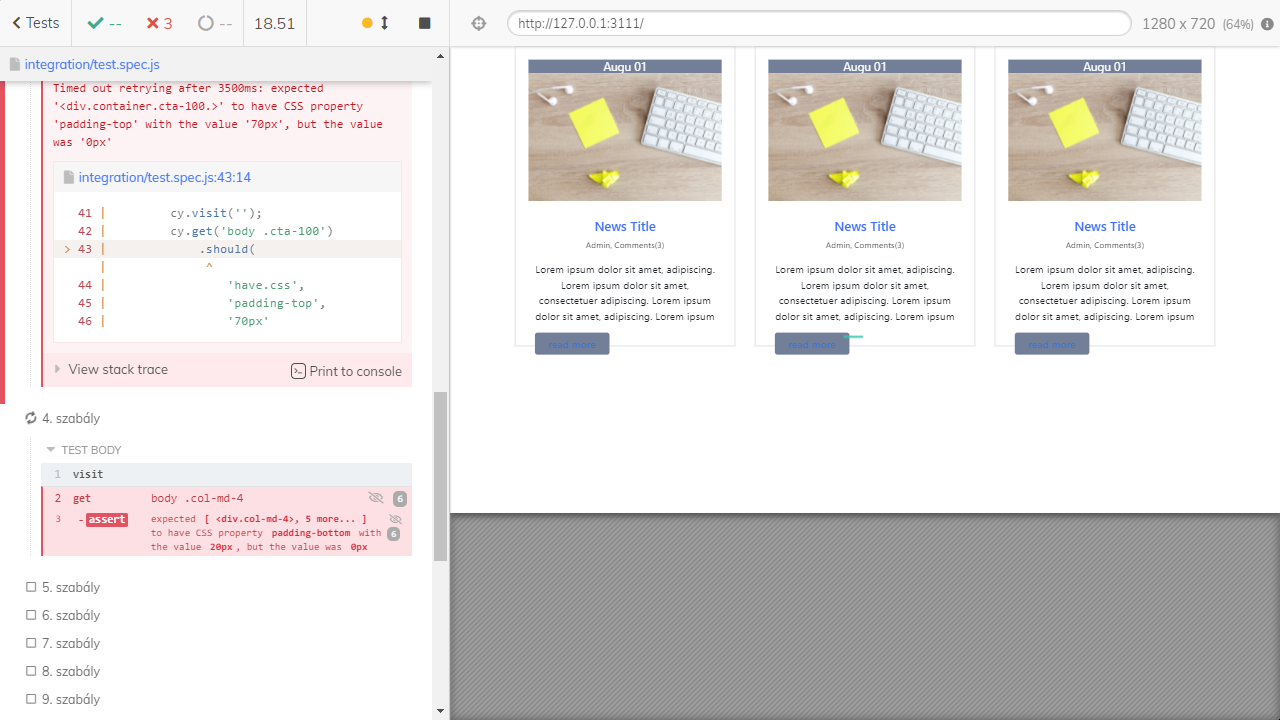 Tests
--
3
--
18.51
http://127.0.0.1:3111/
1280 x 720 (64%)
integration/test.spec.js
Timed out retrying after 3500ms: expected
'<div.container.cta-100.>' to have CSS property
'padding-top' with the value '70px', but the value
was '0px'
integration/test.spec.js:43:14
41 | cy.visit('');
42 | cy.get('body .cta-100')
> 43 | .should(
| ^
44 | 'have.css',
45 | 'padding-top',
46 | '70px'
View stack trace
Print to console
4. szabály
TEST BODY
1 visit
2 get body .col-md-4 6
3 -assert expected [ <div.col-md-4>, 5 more... ]
to have CSS property padding-bottom with 6
the value 20px, but the value was 0px
5. szabály
6. szabály
7. szabály
8. szabály
9. szabály
Augu 01
News Title
Admin, Comments(3)
Lorem ipsum dolor sit amet, adipiscing.
Lorem ipsum dolor sit amet,
consectetuer adipiscing. Lorem ipsum
dolor sit amet, adipiscing. Lorem ipsum
read more
Augu 01
News Title
Admin, Comments(3)
Lorem ipsum dolor sit amet, adipiscing.
Lorem ipsum dolor sit amet,
consectetuer adipiscing. Lorem ipsum
dolor sit amet, adipiscing. Lorem ipsum
read more
Augu 01
News Title
Admin, Comments(3)
Lorem ipsum dolor sit amet, adipiscing.
Lorem ipsum dolor sit amet,
consectetuer adipiscing. Lorem ipsum
dolor sit amet, adipiscing. Lorem ipsum
read more